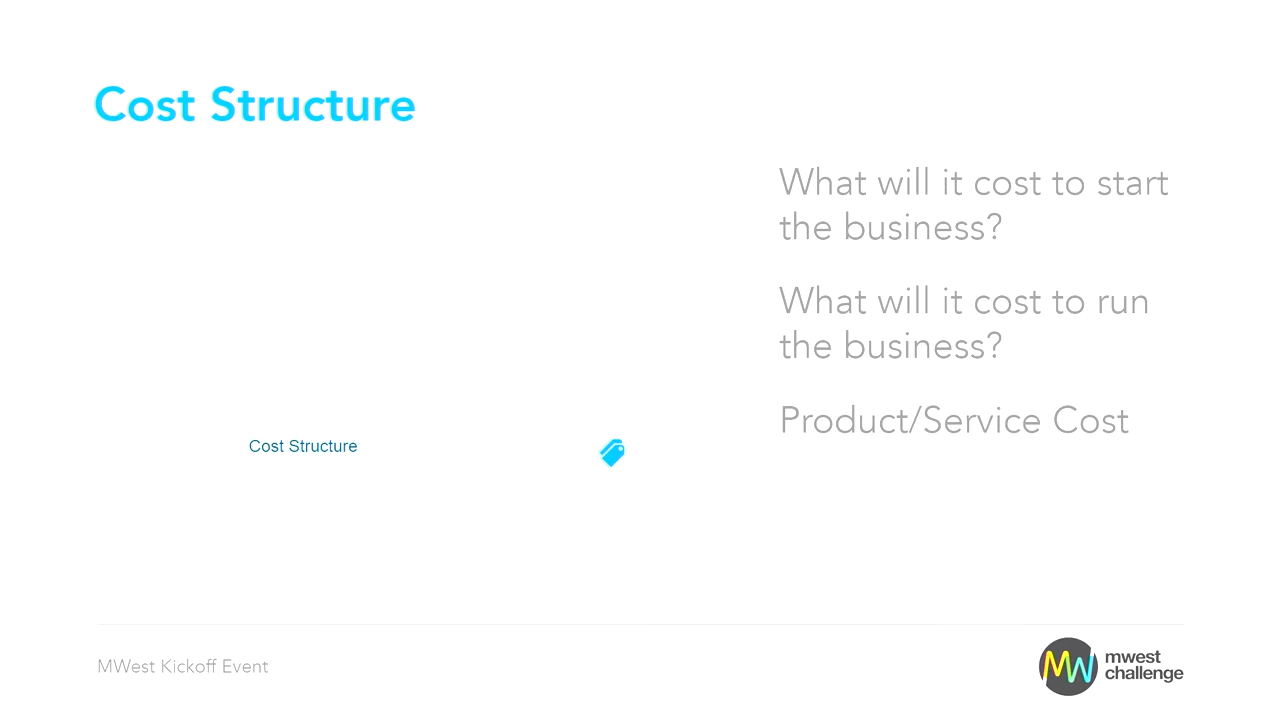 Cost Structure
What will it cost to start
the business?
What will it cost to run
the business?
Product/Service Cost
Cost Structure
MWest Kickoff Event
MW
mwest
challenge